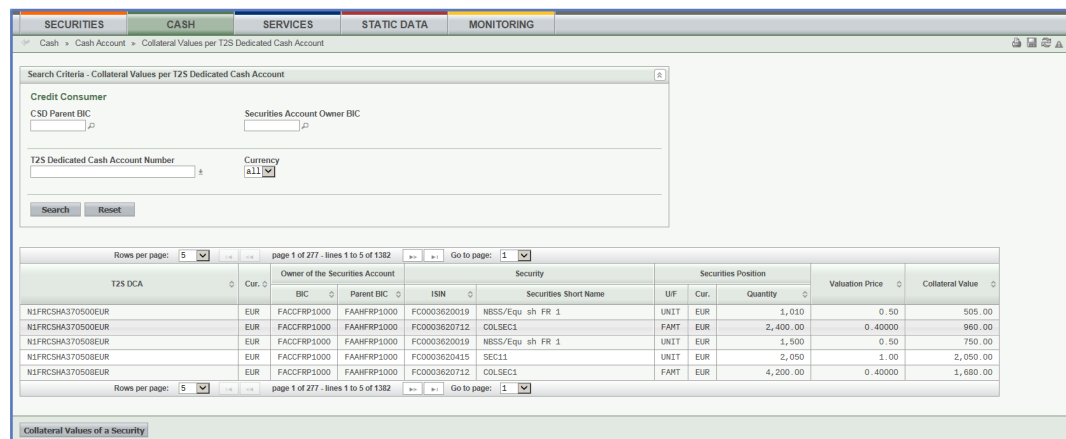 SECURITIES CASH SERVICES STATIC DATA MONITORING
Cash » Cash Account » Collateral Values per T2S Dedicated Cash Account
Search Criteria - Collateral Values per T2S Dedicated Cash Account
Credit Consumer
CSD Parent BIC Securities Account Owner BIC
T2S Dedicated Cash Account Number Currency
all
Search Reset
Rows per page: 5 page 1 of 277 - lines 1 to 5 of 1382 Go to page: 1
T2S DCA Cur. Owner of the Securities Account Security Securities Position Valuation Price Collateral Value
BIC Parent BIC ISIN Securities Short Name U/F Cur. Quantity
N1FRCSHA370500EUR EUR FACCFRP1000 FAAHFRP1000 FC0003620019 NBSS/Equ sh FR 1 UNIT EUR 1,010 0.50 505.00
N1FRCSHA370508EUR EUR FACCFRP1000 FAAHFRP1000 FC0003620712 COLSEC1 FAMT EUR 2,400.00 0.40000 960.00
N1FRCSHA370508EUR EUR FACCFRP1000 FAAHFRP1000 FC0003620019 NBSS/Equ sh FR 1 UNIT EUR 1,500 0.50 750.00
N1FRCSHA370508EUR EUR FACCFRP1000 FAAHFRP1000 FC0003620415 SEC11 UNIT EUR 2,050 1.00 2,050.00
N1FRCSHA370508EUR EUR FACCFRP1000 FAAHFRP1000 FC0003620712 COLSEC1 FAMT EUR 4,200.00 0.40000 1,680.00
Rows per page: 5 page 1 of 277 - lines 1 to 5 of 1382 Go to page: 1
Collateral Values of a Security